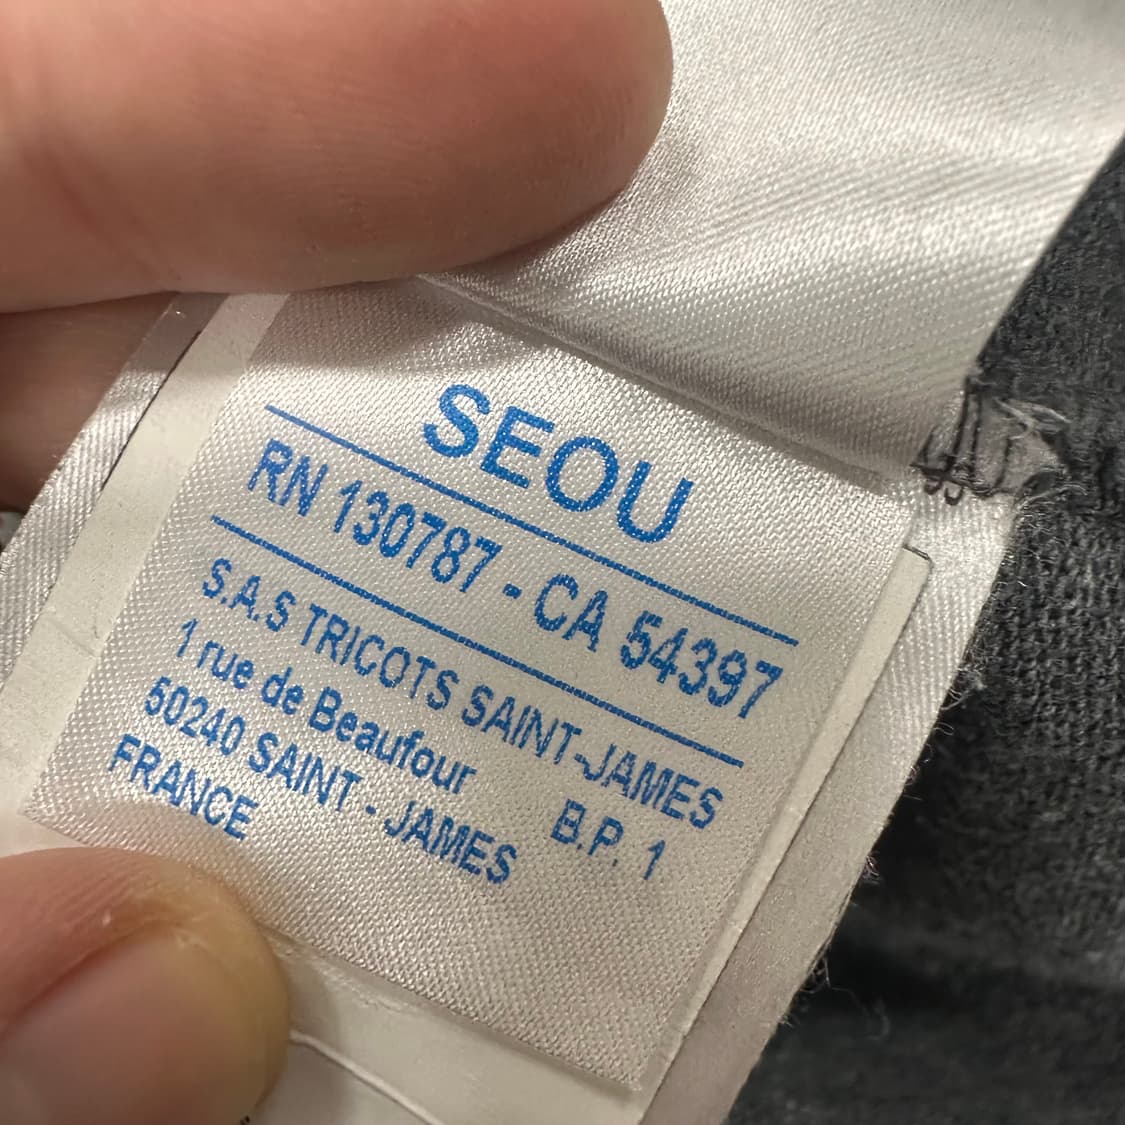 SEOU
RN 130787 - CA 54397
S.A.S TRICOTS SAINT-JAMES
1 rue de Beaufour B.P. 1
50240 SAINT - JAMES
FRANCE